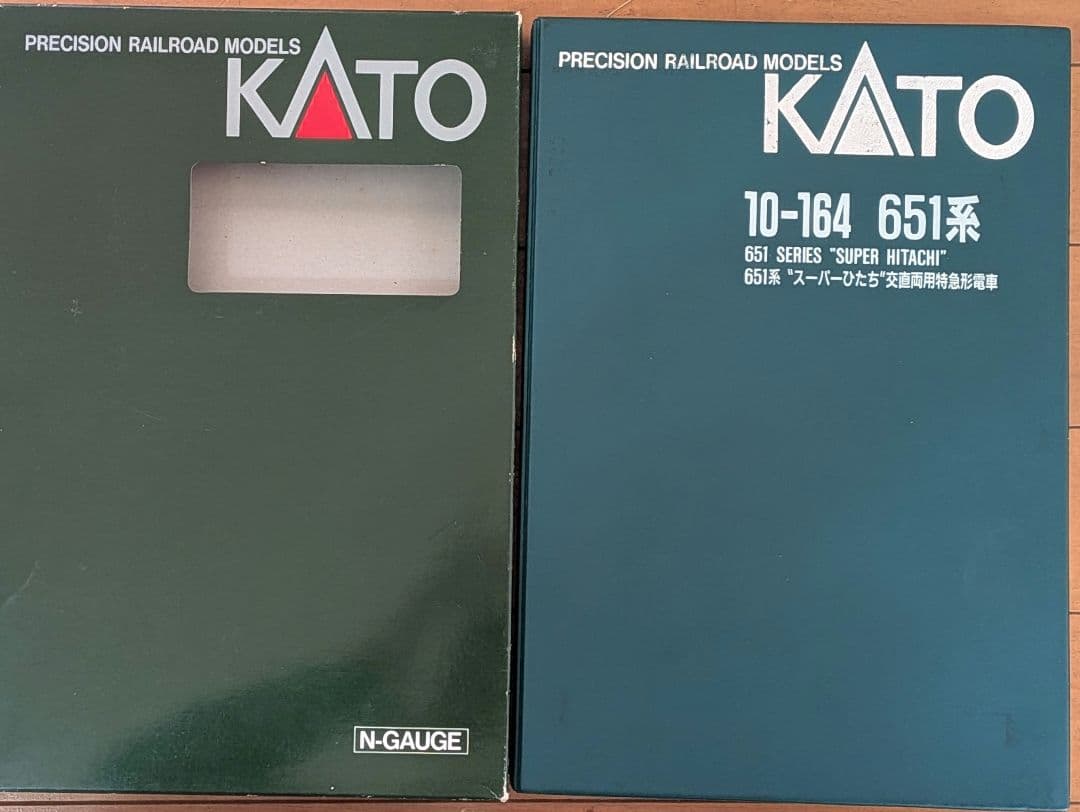 PRECISION RAILROAD MODELS
KATO
N-GAUGE
PRECISION RAILROAD MODELS
KATO
10-164 651系
651 SERIES "SUPER HITACHI"
651系 〝スーパーひたち〞交直両用特急形電車